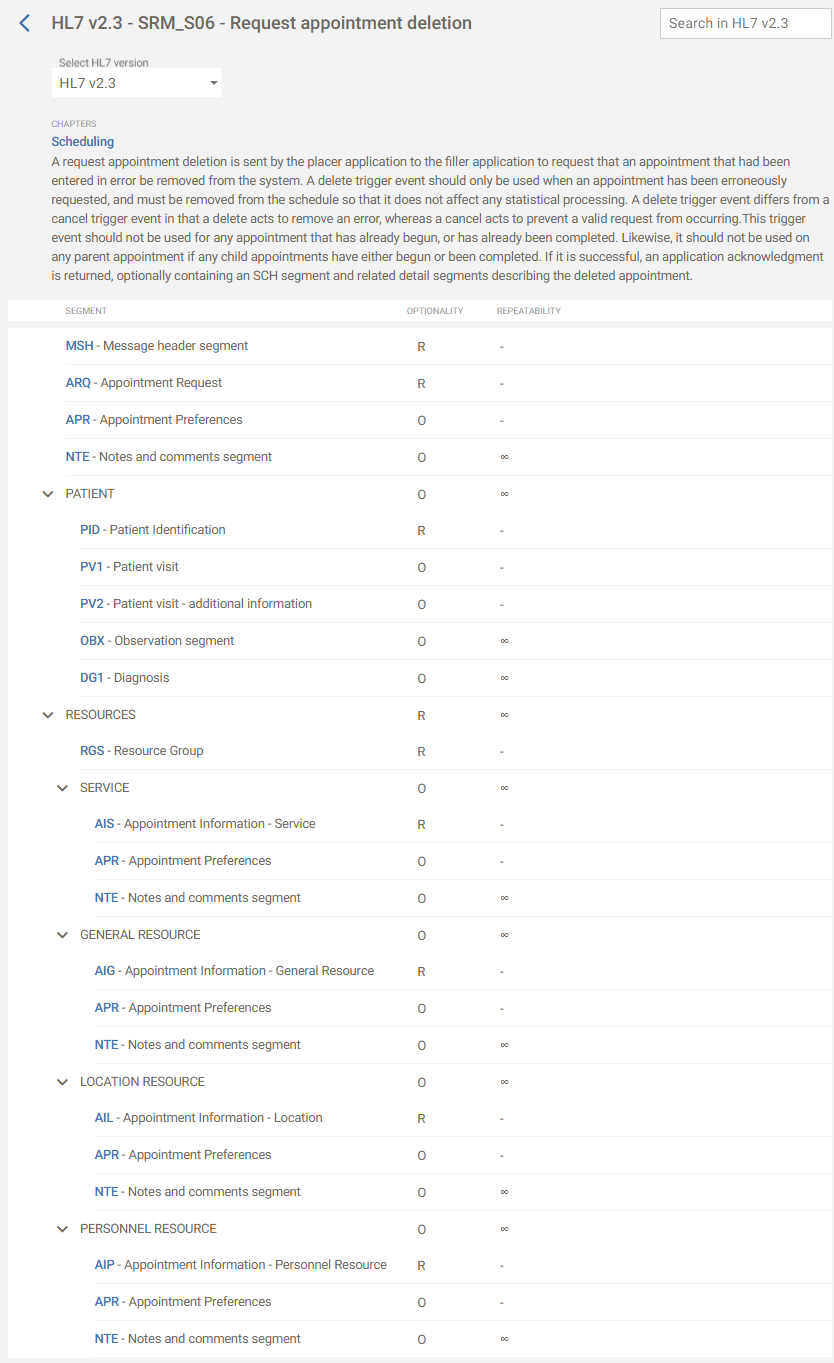 HL7 v2.3 - SRM_S06 - Request appointment deletion
Search in HL7 v2.3
Select HL7 version
HL7 v2.3
CHAPTERS
Scheduling
A request appointment deletion is sent by the placer application to the filler application to request that an appointment that had been
entered in error be removed from the system. A delete trigger event should only be used when an appointment has been erroneously
requested, and must be removed from the schedule so that it does not affect any statistical processing. A delete trigger event differs from a
cancel trigger event in that a delete acts to remove an error, whereas a cancel acts to prevent a valid request from occurring.This trigger
event should not be used for any appointment that has already begun, or has already been completed. Likewise, it should not be used on
any parent appointment if any child appointments have either begun or been completed. If it is successful, an application acknowledgment
is returned, optionally containing an SCH segment and related detail segments describing the deleted appointment.
SEGMENT OPTIONALITY REPEATABILITY
MSH - Message header segment R -
ARQ - Appointment Request R -
APR - Appointment Preferences O -
NTE - Notes and comments segment O ∞
PATIENT O ∞
PID - Patient Identification R -
PV1 - Patient visit O -
PV2 - Patient visit - additional information O -
OBX - Observation segment O ∞
DG1 - Diagnosis O ∞
RESOURCES R ∞
RGS - Resource Group R -
SERVICE O ∞
AIS - Appointment Information - Service R -
APR - Appointment Preferences O -
NTE - Notes and comments segment O ∞
GENERAL RESOURCE O ∞
AIG - Appointment Information - General Resource R -
APR - Appointment Preferences O -
NTE - Notes and comments segment O ∞
LOCATION RESOURCE O ∞
AIL - Appointment Information - Location R -
APR - Appointment Preferences O -
NTE - Notes and comments segment O ∞
PERSONNEL RESOURCE O ∞
AIP - Appointment Information - Personnel Resource R -
APR - Appointment Preferences O -
NTE - Notes and comments segment O ∞